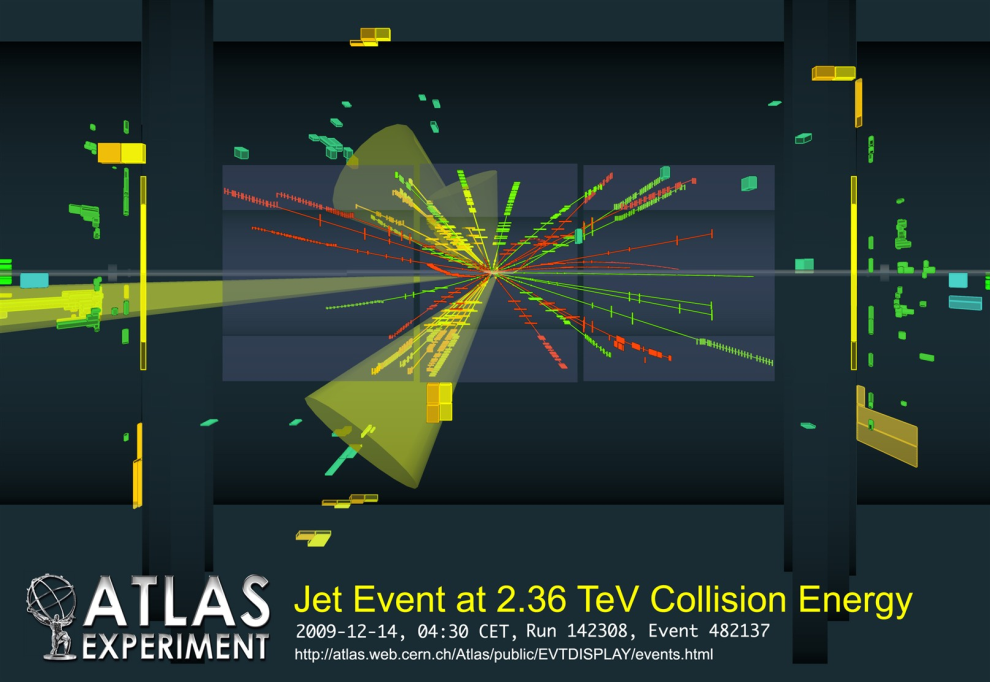 ATLAS
EXPERIMENT
Jet Event at 2.36 TeV Collision Energy
2009-12-14, 04:30 CET, Run 142308, Event 482137
http://atlas.web.cern.ch/Atlas/public/EVTDISPLAY/events.html